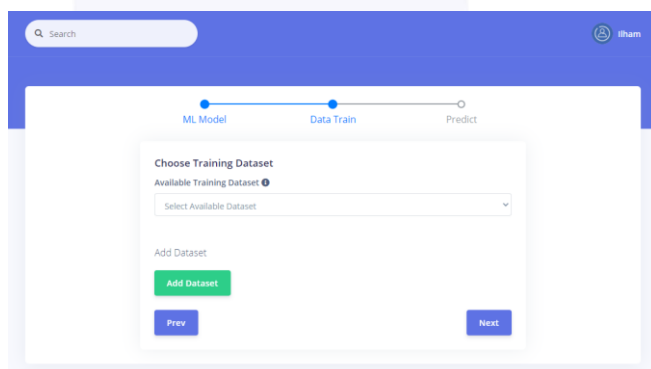 Search
Ilham
ML Model Data Train Predict
Choose Training Dataset
Available Training Dataset
Select Available Dataset
Add Dataset
Add Dataset
Prev Next